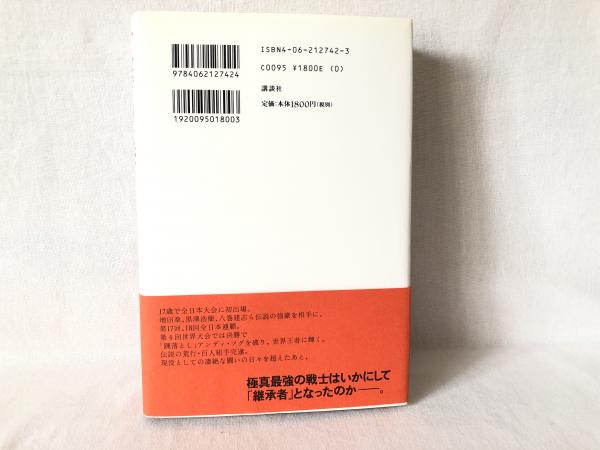 ISBN4-06-212742-3
9784062127424
C0095 ¥1800E (0)
講談社
定価：本体1800円(税別)
1920095018003
17歳で全日本大会に初出場。
増田章、黒澤浩樹、八巻建志ら伝説の強豪を相手に、
第17回、18回全日本連覇。
第4回世界大会では決勝で
「踵落とし」アンディ・フグを破り、世界王者に輝く。
伝説の荒行・百人組手完遂。
現役としての凄絶な闘いの日々を超えたあと、
極真最強の戦士はいかにして
「継承者」となったのか――。